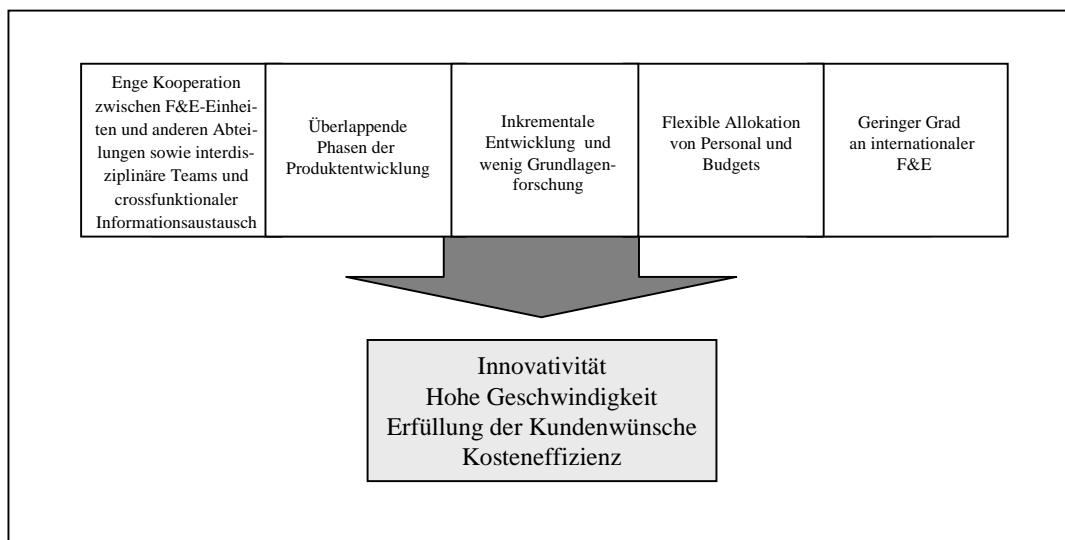 Enge Kooperation
zwischen F&E-Einhei-
ten und anderen Abtei-
lungen sowie interdis-
ziplinäre Teams und
crossfunktionaler
Informationsaustausch
Überlappende
Phasen der
Produktentwicklung
Inkrementale
Entwicklung und
wenig Grundlagen-
forschung
Flexible Allokation
von Personal und
Budgets
Geringer Grad
an internationaler
F&E
Innovativität
Hohe Geschwindigkeit
Erfüllung der Kundenwünsche
Kosteneffizienz